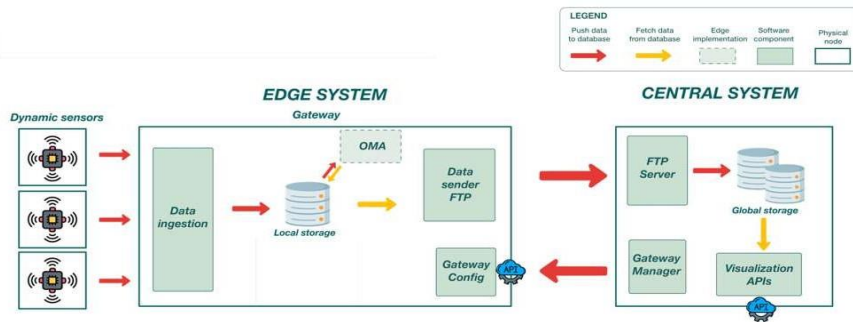 LEGEND
Push data
to database
Fetch data
from database
Edge
implementation
Software
component
Physical
node
EDGE SYSTEM
CENTRAL SYSTEM
Dynamic sensors
Gateway
OMA
Data
ingestion
Local storage
Data
sender
FTP
Gateway
Config
API
FTP
Server
Global storage
Gateway
Manager
Visualization
APIs
API